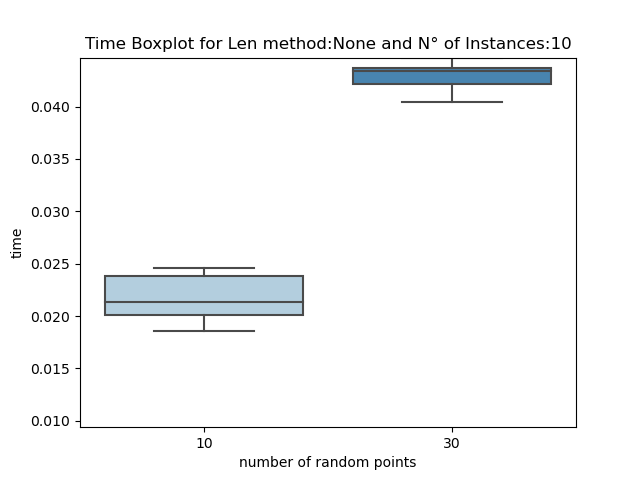 Time Boxplot for Len method:None and N° of Instances:10
0.040
0.035
0.030
0.025
0.020
0.015
0.010
time
10 30
number of random points